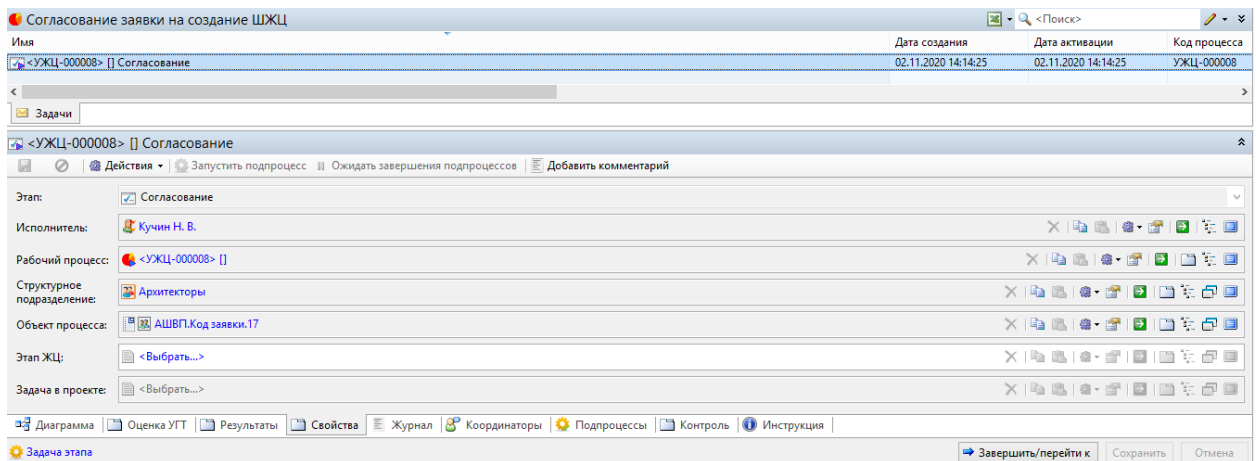 Согласование заявки на создание ШЖЦ <Поиск>
Имя Дата создания Дата активации Код процесса
<УЖЦ-000008> [] Согласование 02.11.2020 14:14:25 02.11.2020 14:14:25 УЖЦ-000008
Задачи
<УЖЦ-000008> [] Согласование
Действия Запустить подпроцесс Ожидать завершения подпроцессов Добавить комментарий
Этап: Согласование
Исполнитель: Кучин Н. В.
Рабочий процесс: <УЖЦ-000008> []
Структурное
подразделение: Архитекторы
Объект процесса: АШВП.Код заявки.17
Этап ЖЦ: <Выбрать...>
Задача в проекте: <Выбрать...>
Диаграмма Оценка УГТ Результаты Свойства Журнал Координаторы Подпроцессы Контроль Инструкция
Задача этапа Завершить/перейти к Сохранить Отмена